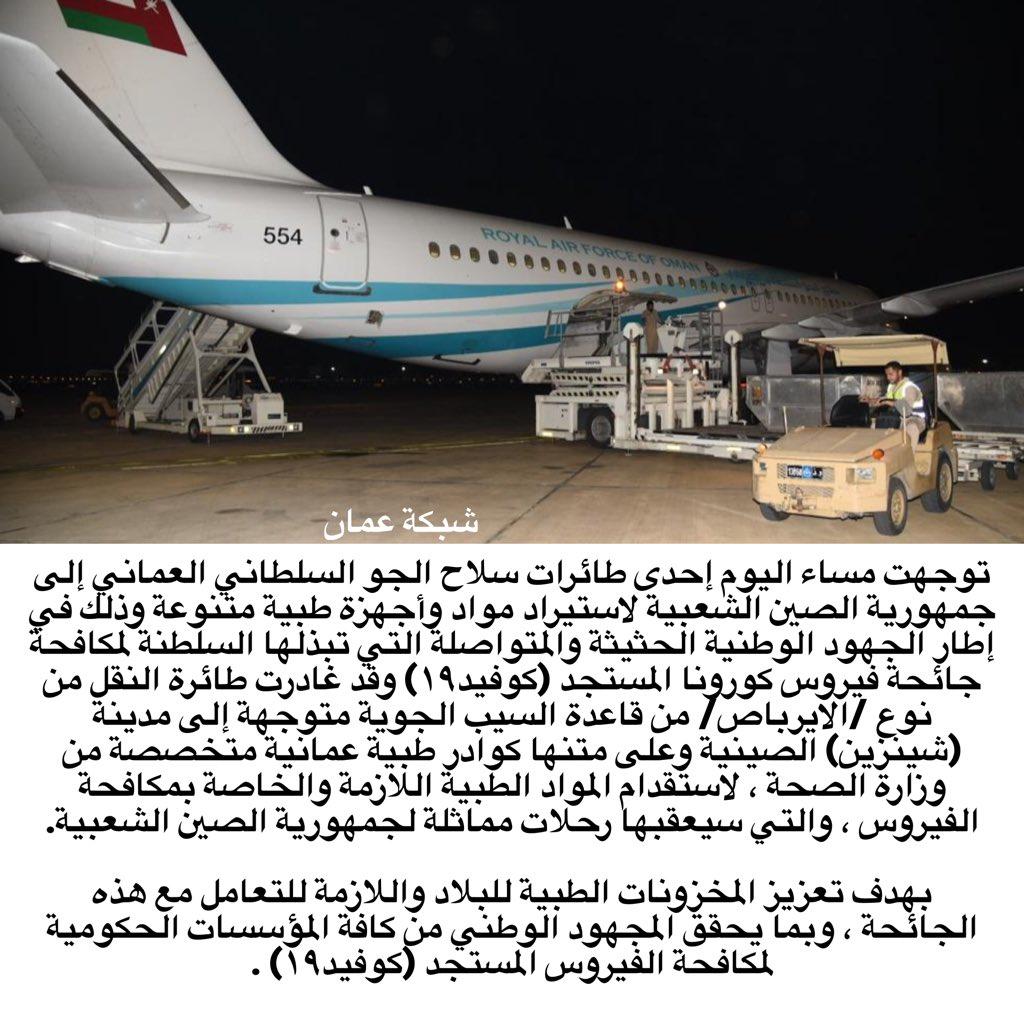 554
ROYAL AIR FORCE OF OMAN
شبكة عمان
توجهت مساء اليوم إحدى طائرات سلاح الجو السلطاني العماني إلى
جمهورية الصين الشعبية لاستيراد مواد وأجهزة طبية متنوعة وذلك في
إطار الجهود الوطنية الحثيثة والمتواصلة التي تبذلها السلطنة لمكافحة
جائحة فيروس كورونا المستجد (كوفيد١٩) وقد غادرت طائرة النقل من
نوع /الايرباص/ من قاعدة السيب الجوية متوجهة إلى مدينة
(شينزين) الصينية وعلى متنها كوادر طبية عمانية متخصصة من
وزارة الصحة ، لاستقدام المواد الطبية اللازمة والخاصة بمكافحة
الفيروس ، والتي سيعقبها رحلات مماثلة لجمهورية الصين الشعبية.
بهدف تعزيز المخزونات الطبية للبلاد واللازمة للتعامل مع هذه
الجائحة ، وبما يحقق المجهود الوطني من كافة المؤسسات الحكومية
لمكافحة الفيروس المستجد (كوفيد١٩) .